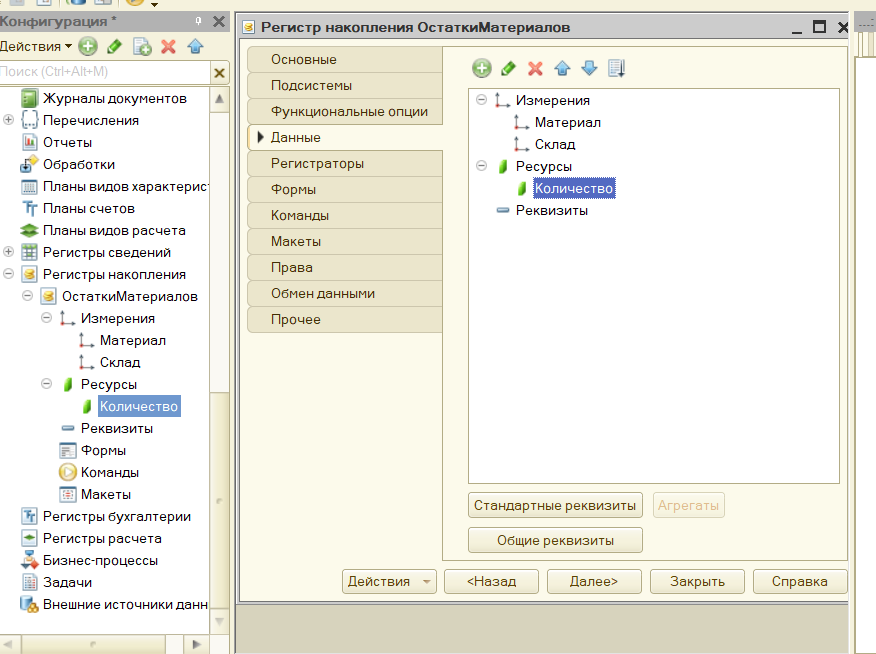 Конфигурация *
Действия
Поиск (Ctrl+Alt+M)
Журналы документов
Перечисления
Отчеты
Обработки
Планы видов характерист
Планы счетов
Планы видов расчета
Регистры сведений
Регистры накопления
ОстаткиМатериалов
Измерения
Материал
Склад
Ресурсы
Количество
Реквизиты
Формы
Команды
Макеты
Регистры бухгалтерии
Регистры расчета
Бизнес-процессы
Задачи
Внешние источники данн
Регистр накопления ОстаткиМатериалов
Основные
Подсистемы
Функциональные опции
Данные
Регистраторы
Формы
Команды
Макеты
Права
Обмен данными
Прочее
Измерения
Материал
Склад
Ресурсы
Количество
Реквизиты
Стандартные реквизиты
Агрегаты
Общие реквизиты
Действия
<Назад
Далее>
Закрыть
Справка